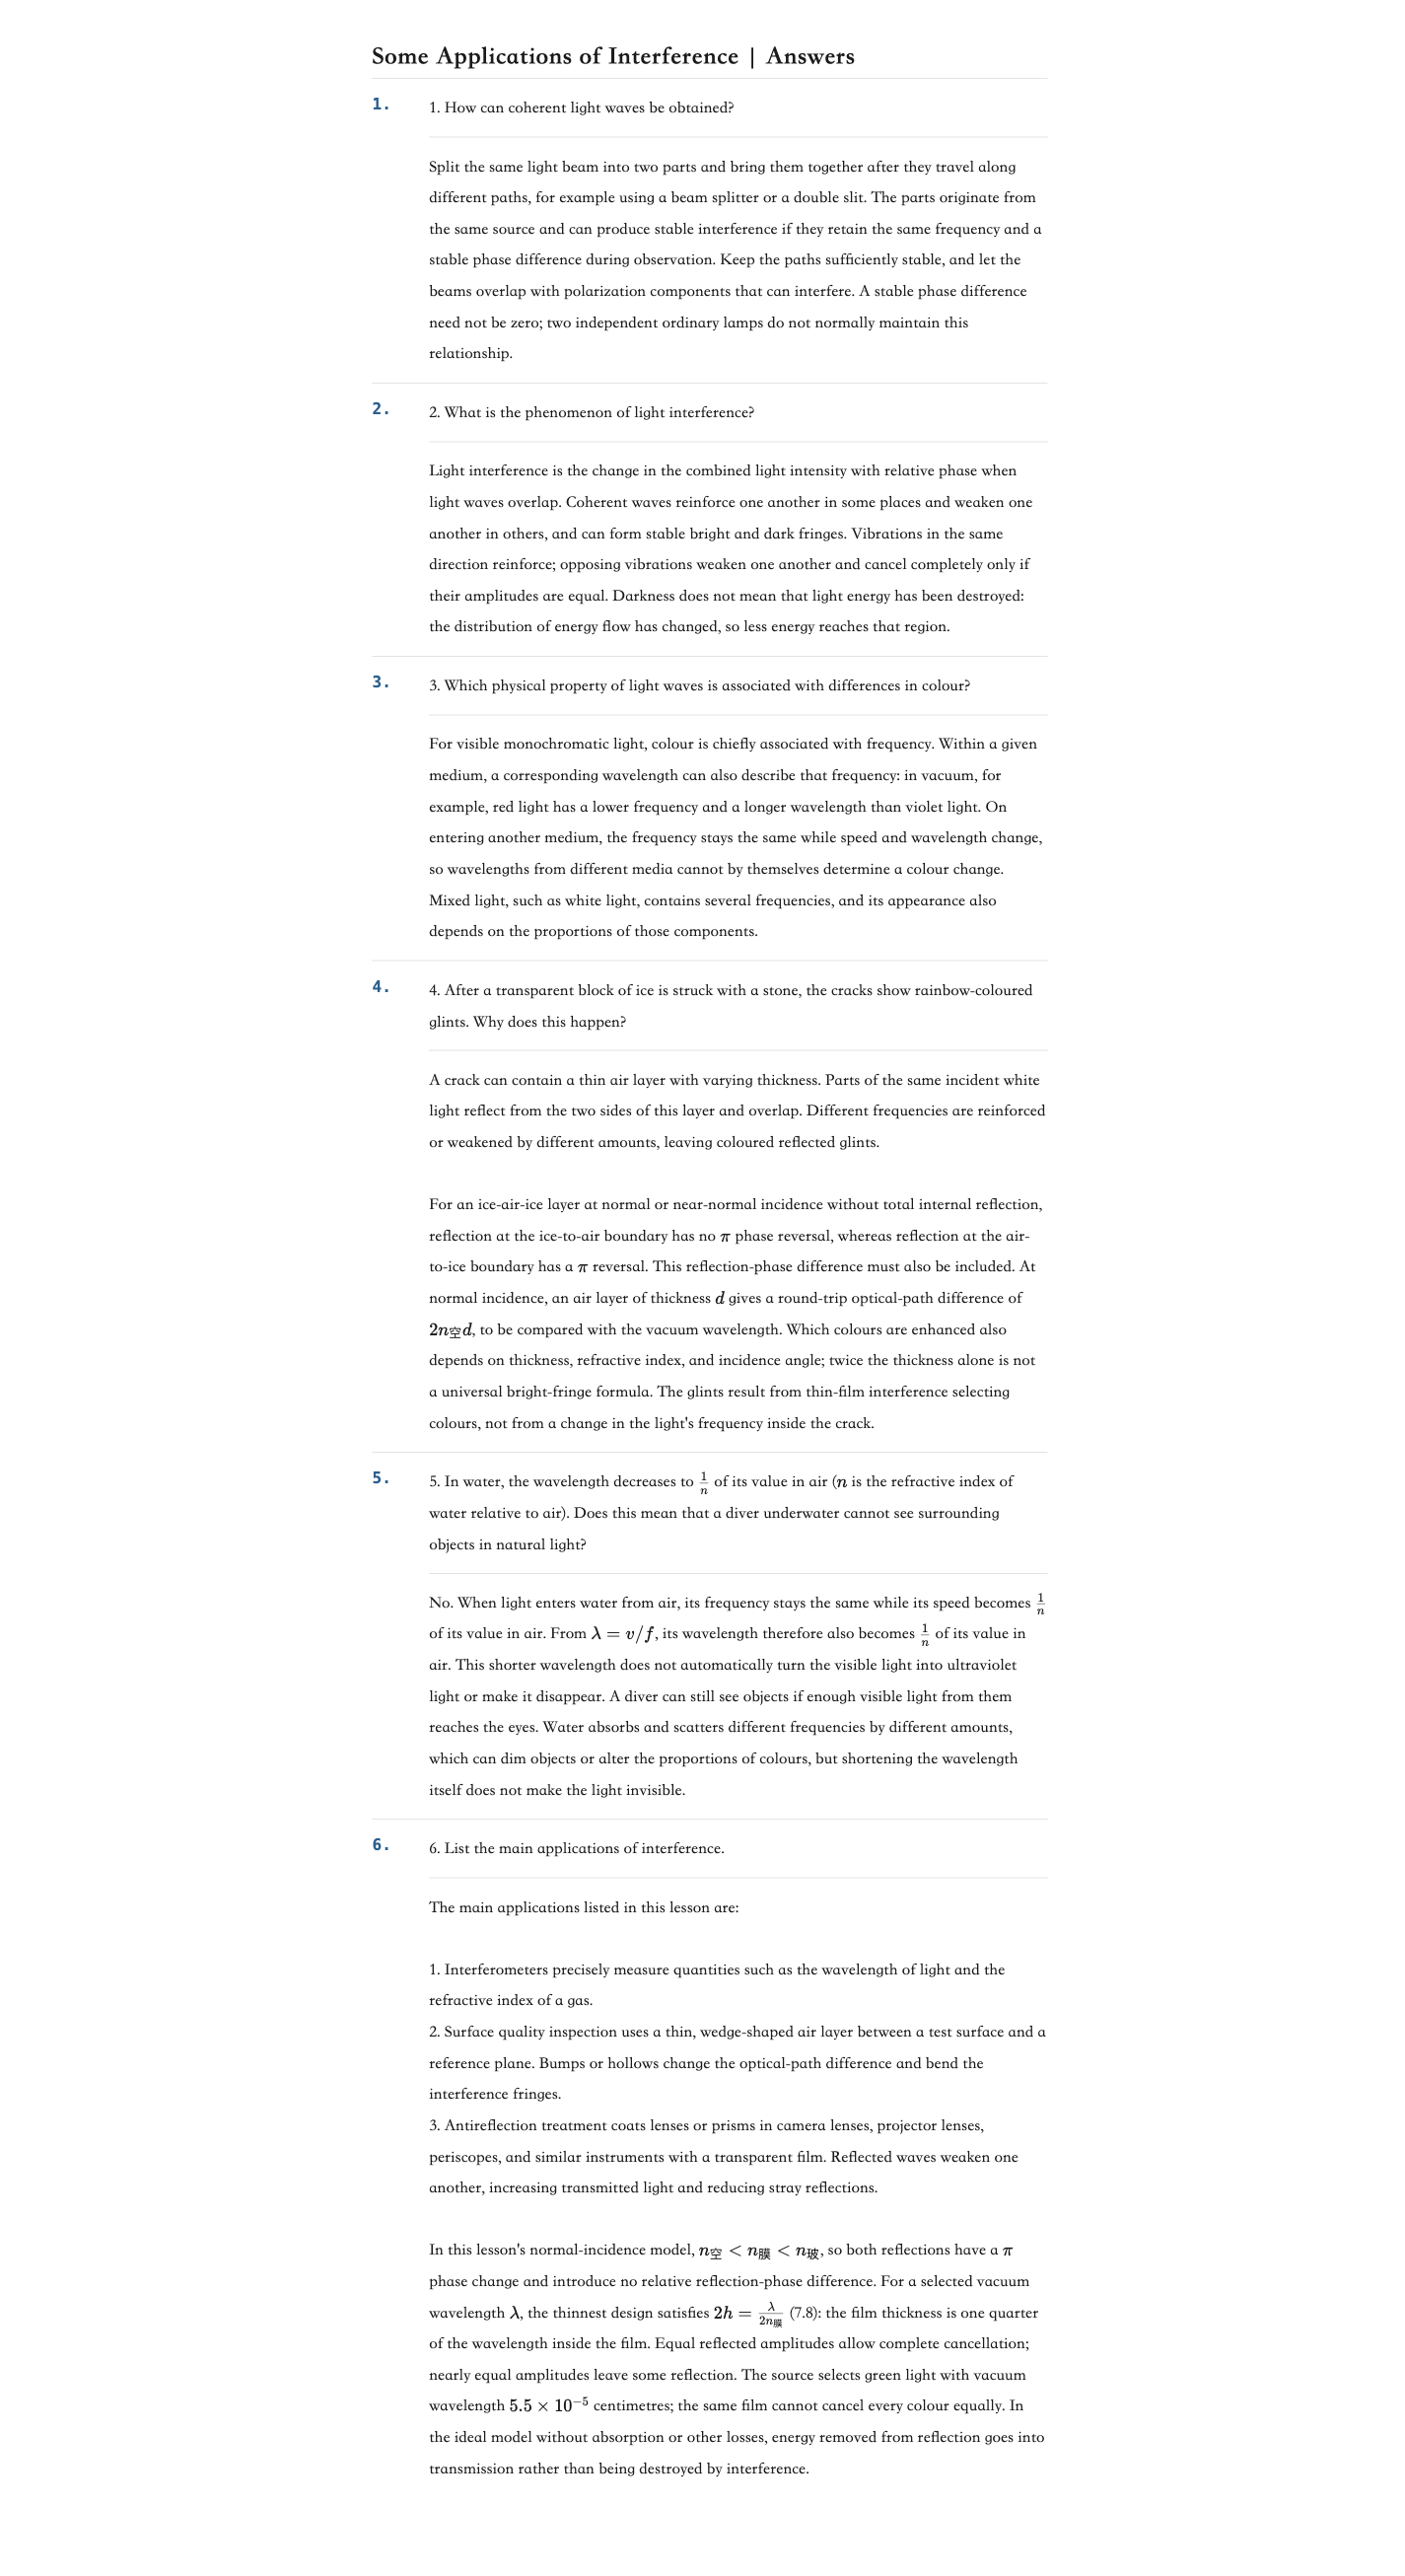 Some Applications of Interference | Answers
1.
1. How can coherent light waves be obtained?
Split the same light beam into two parts and bring them together after they travel along
different paths, for example using a beam splitter or a double slit. The parts originate from
the same source and can produce stable interference if they retain the same frequency and a
stable phase difference during observation. Keep the paths sufficiently stable, and let the
beams overlap with polarization components that can interfere. A stable phase difference
need not be zero; two independent ordinary lamps do not normally maintain this
relationship.
2.
2. What is the phenomenon of light interference?
Light interference is the change in the combined light intensity with relative phase when
light waves overlap. Coherent waves reinforce one another in some places and weaken one
another in others, and can form stable bright and dark fringes. Vibrations in the same
direction reinforce; opposing vibrations weaken one another and cancel completely only if
their amplitudes are equal. Darkness does not mean that light energy has been destroyed:
the distribution of energy flow has changed, so less energy reaches that region.
3.
3. Which physical property of light waves is associated with differences in colour?
For visible monochromatic light, colour is chiefly associated with frequency. Within a given
medium, a corresponding wavelength can also describe that frequency: in vacuum, for
example, red light has a lower frequency and a longer wavelength than violet light. On
entering another medium, the frequency stays the same while speed and wavelength change,
so wavelengths from different media cannot by themselves determine a colour change.
Mixed light, such as white light, contains several frequencies, and its appearance also
depends on the proportions of those components.
4.
4. After a transparent block of ice is struck with a stone, the cracks show rainbow-coloured
glints. Why does this happen?
A crack can contain a thin air layer with varying thickness. Parts of the same incident white
light reflect from the two sides of this layer and overlap. Different frequencies are reinforced
or weakened by different amounts, leaving coloured reflected glints.
For an ice-air-ice layer at normal or near-normal incidence without total internal reflection,
reflection at the ice-to-air boundary has no π phase reversal, whereas reflection at the air-
to-ice boundary has a π reversal. This reflection-phase difference must also be included. At
normal incidence, an air layer of thickness d gives a round-trip optical-path difference of
2n空d, to be compared with the vacuum wavelength. Which colours are enhanced also
depends on thickness, refractive index, and incidence angle; twice the thickness alone is not
a universal bright-fringe formula. The glints result from thin-film interference selecting
colours, not from a change in the light's frequency inside the crack.
5.
5. In water, the wavelength decreases to 1/n of its value in air (n is the refractive index of
water relative to air). Does this mean that a diver underwater cannot see surrounding
objects in natural light?
No. When light enters water from air, its frequency stays the same while its speed becomes 1/n
of its value in air. From λ = v/f, its wavelength therefore also becomes 1/n of its value in
air. This shorter wavelength does not automatically turn the visible light into ultraviolet
light or make it disappear. A diver can still see objects if enough visible light from them
reaches the eyes. Water absorbs and scatters different frequencies by different amounts,
which can dim objects or alter the proportions of colours, but shortening the wavelength
itself does not make the light invisible.
6.
6. List the main applications of interference.
The main applications listed in this lesson are:
1. Interferometers precisely measure quantities such as the wavelength of light and the
refractive index of a gas.
2. Surface quality inspection uses a thin, wedge-shaped air layer between a test surface and a
reference plane. Bumps or hollows change the optical-path difference and bend the
interference fringes.
3. Antireflection treatment coats lenses or prisms in camera lenses, projector lenses,
periscopes, and similar instruments with a transparent film. Reflected waves weaken one
another, increasing transmitted light and reducing stray reflections.
In this lesson's normal-incidence model, n空 < n膜 < n玻, so both reflections have a π
phase change and introduce no relative reflection-phase difference. For a selected vacuum
wavelength λ, the thinnest design satisfies 2h = λ/2n膜 (7.8): the film thickness is one quarter
of the wavelength inside the film. Equal reflected amplitudes allow complete cancellation;
nearly equal amplitudes leave some reflection. The source selects green light with vacuum
wavelength 5.5 × 10⁻⁵ centimetres; the same film cannot cancel every colour equally. In
the ideal model without absorption or other losses, energy removed from reflection goes into
transmission rather than being destroyed by interference.